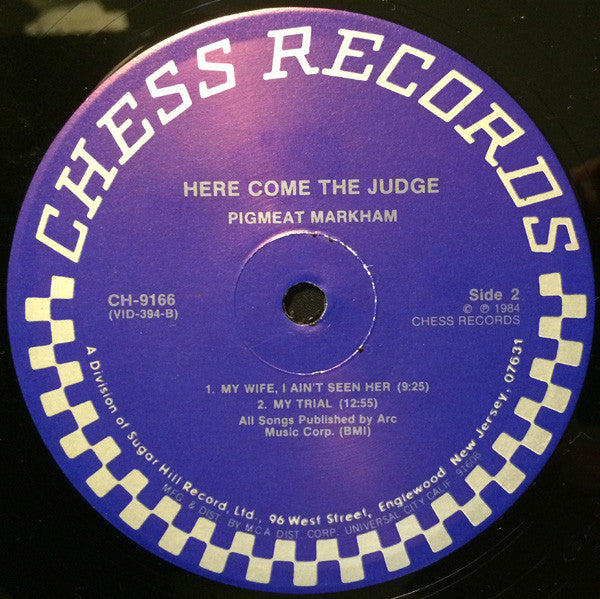 CHESS RECORDS
HERE COME THE JUDGE
PIGMEAT MARKHAM
CH-9166
(VID-394-B)
Side 2
© ℗ 1984
CHESS RECORDS
1. MY WIFE, I AIN'T SEEN HER (9:25)
2. MY TRIAL (12:55)
All Songs Published by Arc
Music Corp. (BMI)
A Division of Sugar Hill Record, Ltd., 96 West Street, Englewood New Jersey, 07631
MFG & DIST. BY M.C.A DIST. CORP. UNIVERSAL CITY CALIF. 91608